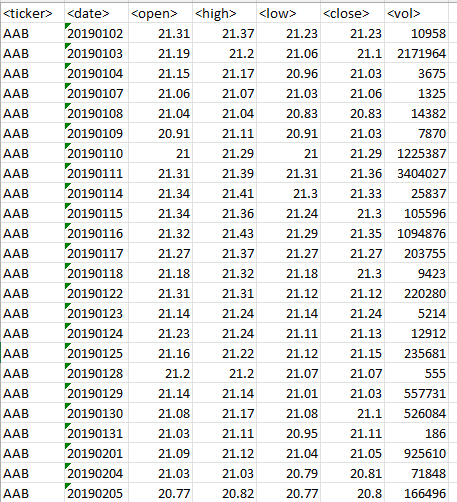 <ticker> <date> <open> <high> <low> <close> <vol>
AAB 20190102 21.31 21.37 21.23 21.23 10958
AAB 20190103 21.19 21.2 21.06 21.1 2171964
AAB 20190104 21.15 21.17 20.96 21.03 3675
AAB 20190107 21.06 21.07 21.03 21.06 1325
AAB 20190108 21.04 21.04 20.83 20.83 14382
AAB 20190109 20.91 21.11 20.91 21.03 7870
AAB 20190110 21 21.29 21 21.29 1225387
AAB 20190111 21.31 21.39 21.31 21.36 3404027
AAB 20190114 21.34 21.41 21.3 21.33 25837
AAB 20190115 21.34 21.36 21.24 21.3 105596
AAB 20190116 21.32 21.43 21.29 21.35 1094876
AAB 20190117 21.27 21.37 21.27 21.27 203755
AAB 20190118 21.18 21.32 21.18 21.3 9423
AAB 20190122 21.31 21.31 21.12 21.12 220280
AAB 20190123 21.14 21.24 21.14 21.24 5214
AAB 20190124 21.23 21.24 21.11 21.13 12912
AAB 20190125 21.16 21.22 21.12 21.15 235681
AAB 20190128 21.2 21.2 21.07 21.07 555
AAB 20190129 21.14 21.14 21.01 21.03 557731
AAB 20190130 21.08 21.17 21.08 21.1 526084
AAB 20190131 21.03 21.11 20.95 21.11 186
AAB 20190201 21.09 21.12 21.04 21.05 925610
AAB 20190204 21.03 21.03 20.79 20.81 71848
AAB 20190205 20.77 20.82 20.77 20.8 166496